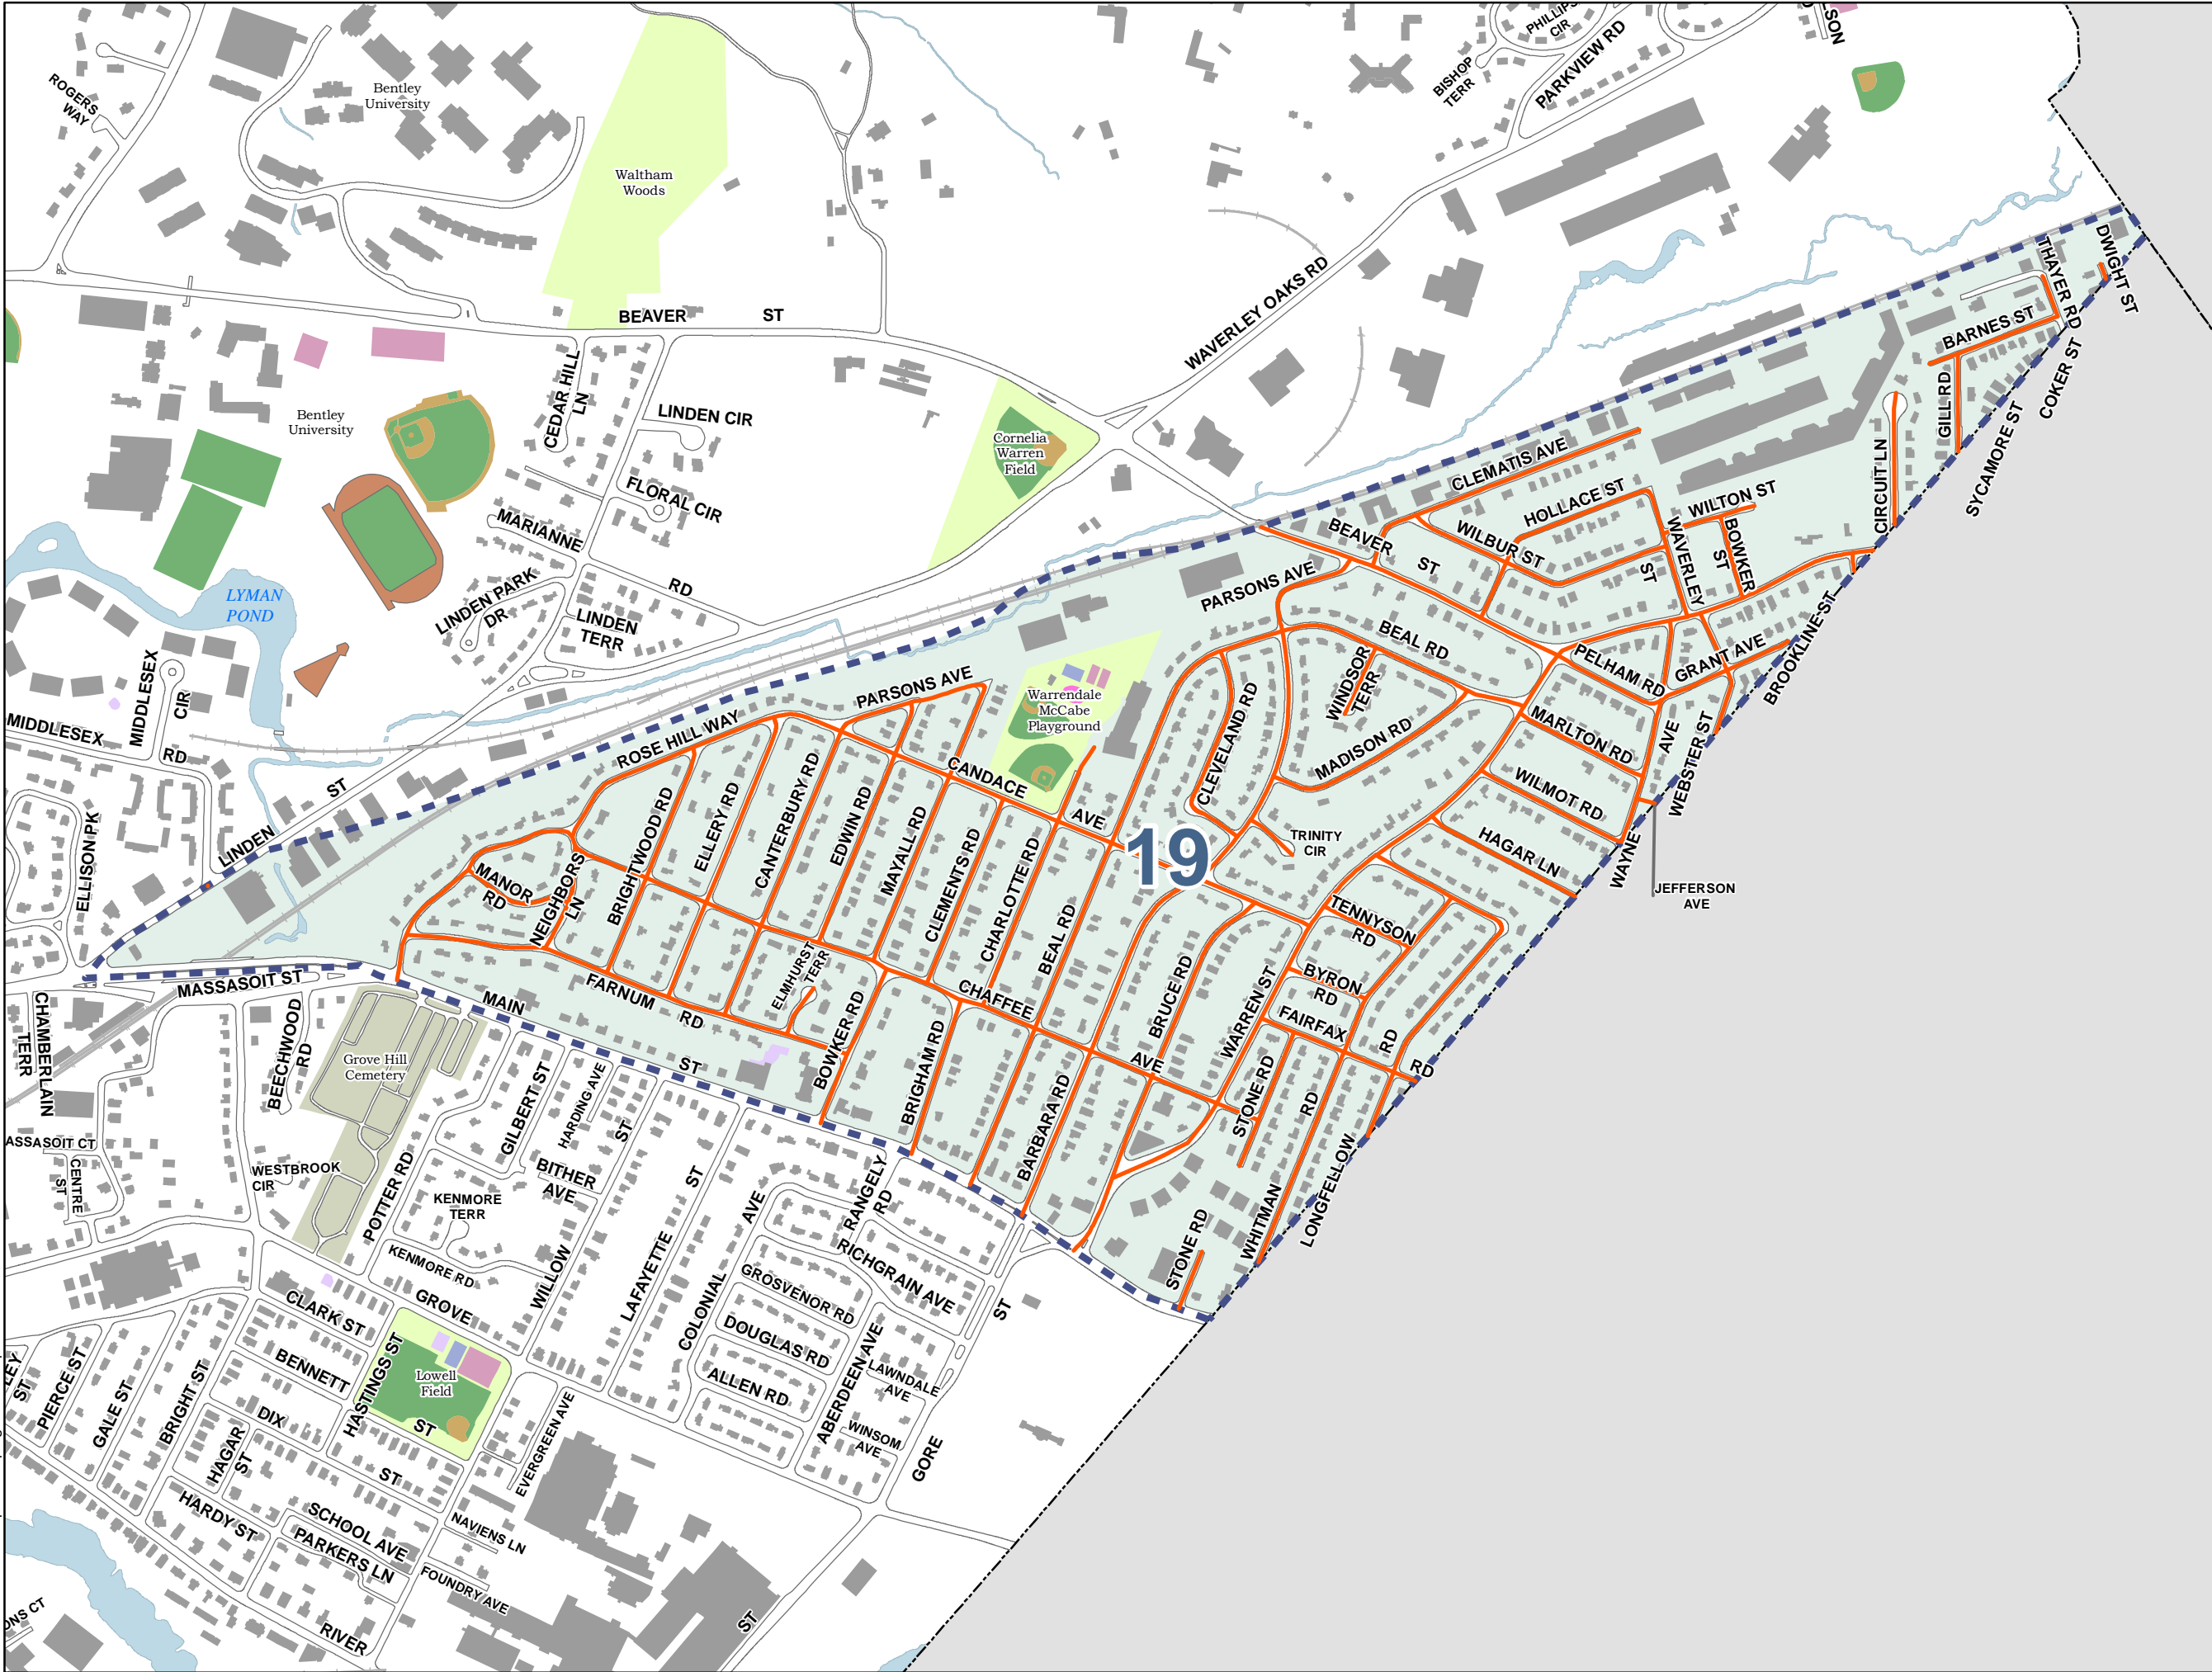 ROGERS
WAY
Bentley
University
Waltham
Woods
PHILLIPS
CIR
PARKVIEW RD
BISHOP
TERR
SON
BEAVER ST
WAVERLEY OAKS RD
Bentley
University
CEDAR HILL
LN
LINDEN CIR
FLORAL CIR
MARIANNE
RD
LINDEN PARK
DR
LINDEN
TERR
Cornelia
Warren
Field
LYMAN
POND
MIDDLESEX
CIR
MIDDLESEX
RD
ELLISON PK
LINDEN
ST
DWIGHT ST
THAYER RD
BARNES ST
COKER ST
GILL RD
SYCAMORE ST
CIRCUIT LN
CLEMATIS AVE
HOLLACE ST
WILTON ST
BOWKER
ST
WAVERLEY
ST
WILBUR ST
BEAVER
ST
PARSONS AVE
BEAL RD
WINDSOR
TERR
MADISON RD
CLEVELAND RD
PELHAM RD
GRANT AVE
BROOKLINE ST
MARLTON RD
WILMOT RD
HAGAR LN
WAYNE
AVE
WEBSTER ST
JEFFERSON
AVE
PARSONS AVE
ROSE HILL WAY
Warrendale
McCabe
Playground
CANDACE
AVE
TRINITY
CIR
19
MANOR
RD
NEIGHBORS
LN
BRIGHTWOOD RD
ELLERY RD
CANTERBURY RD
EDWIN RD
MAYALL RD
CLEMENTS RD
CHARLOTTE RD
BEAL RD
ELMHURST
TERR
FARNUM
RD
BOWKER RD
BRIGHAM RD
CHAFFEE
AVE
BARBARA RD
BRUCE RD
WARREN ST
TENNYSON
RD
BYRON
RD
FAIRFAX
RD
RD
STONE RD
RD
WHITMAN
LONGFELLOW
STONE RD
MAIN
ST
MASSASOIT ST
CHAMBERLAIN
TERR
BEECHWOOD
RD
Grove Hill
Cemetery
ASSASOIT CT
CENTRE
ST
WESTBROOK
CIR
POTTER RD
GILBERT ST
HARDING AVE
BITHER
AVE
KENMORE
TERR
KENMORE RD
WILLOW
ST
LAFAYETTE
ST
COLONIAL
AVE
RANGELY
RD
RICHGRAIN AVE
GROSVENOR RD
DOUGLAS RD
ALLEN RD
ABERDEEN AVE
LAWNDALE
AVE
WINSOM
AVE
GORE
ST
GROVE
ST
CLARK ST
BENNETT
ST
HASTINGS ST
Lowell
Field
LEY
ST
PIERCE ST
GALE ST
BRIGHT ST
DIX
ST
HAGAR
ST
HARDY ST
SCHOOL AVE
PARKERS LN
NAVIENS LN
FOUNDRY AVE
EVERGREEN AVE
RIVER
ONS CT